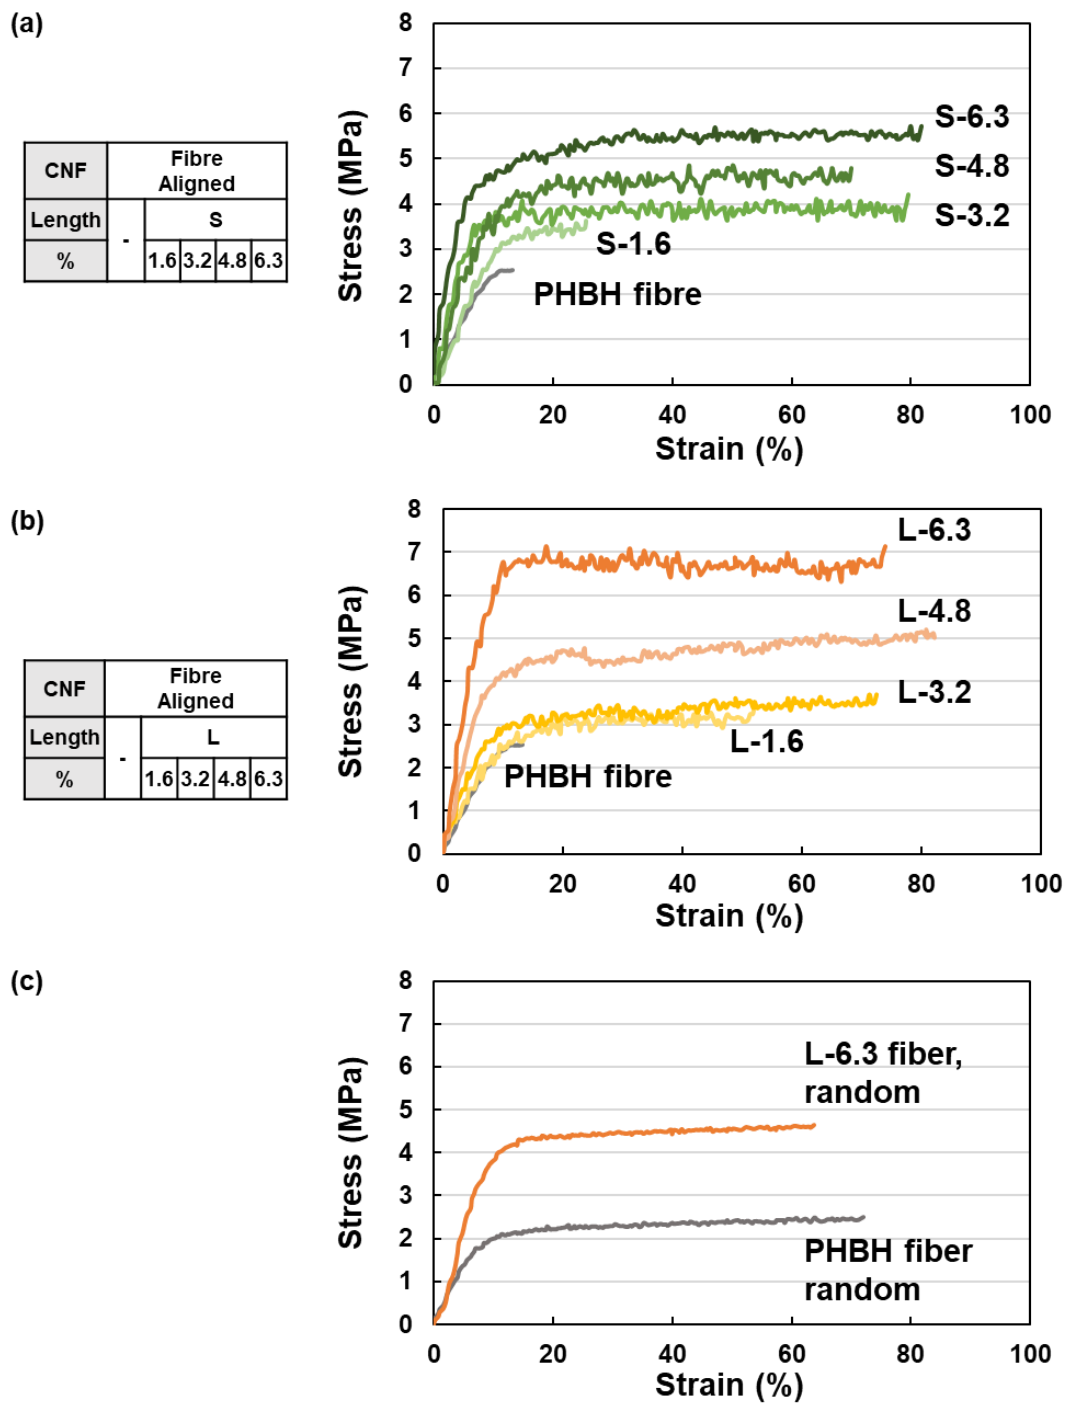 (a)
CNF
Fibre
Aligned
Length
-
S
%
1.6 3.2 4.8 6.3
Stress (MPa)
8
7
6
5
4
3
2
1
0
S-6.3
S-4.8
S-3.2
S-1.6
PHBH fibre
0 20 40 60 80 100
Strain (%)
(b)
CNF
Fibre
Aligned
Length
-
L
%
1.6 3.2 4.8 6.3
Stress (MPa)
8
7
6
5
4
3
2
1
0
L-6.3
L-4.8
L-3.2
L-1.6
PHBH fibre
0 20 40 60 80 100
Strain (%)
(c)
Stress (MPa)
8
7
6
5
4
3
2
1
0
L-6.3 fiber,
random
PHBH fiber
random
0 20 40 60 80 100
Strain (%)